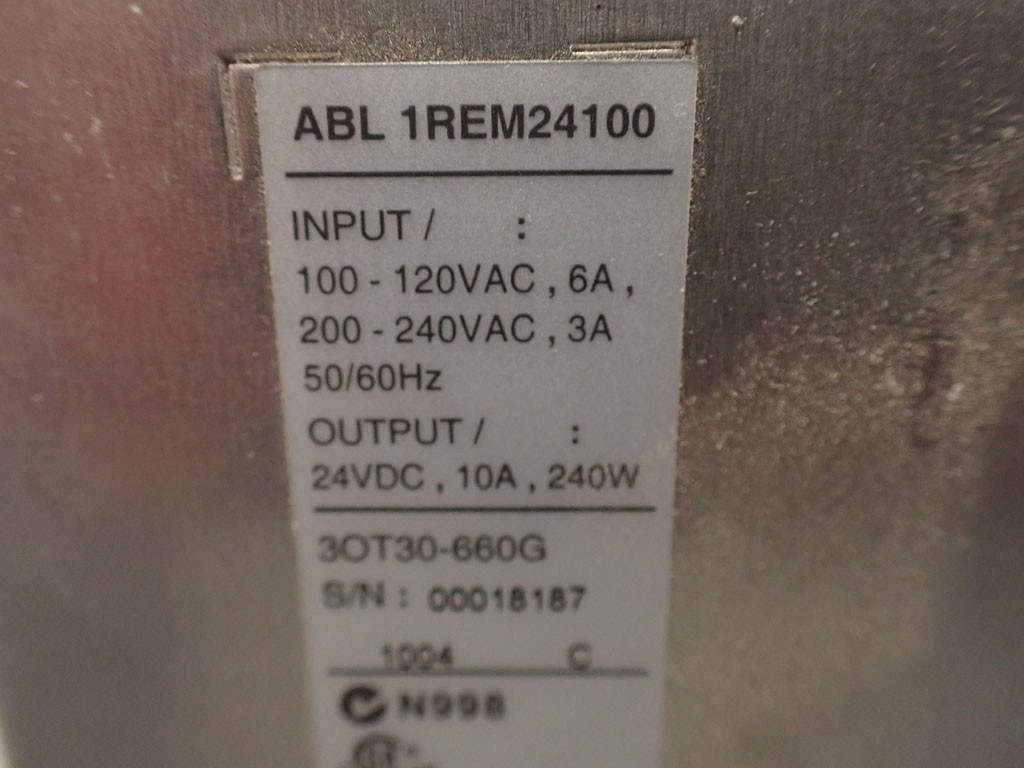 ABL 1REM24100
INPUT / :
100 - 120VAC , 6A ,
200 - 240VAC , 3A
50/60Hz
OUTPUT / :
24VDC , 10A , 240W
3OT30-660G
S/N : 00018187
1004 C
N998